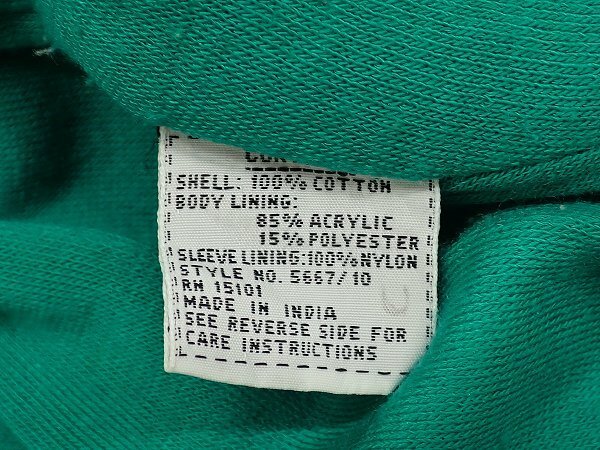 SHELL: 100% COTTON
BODY LINING:
85% ACRYLIC
15% POLYESTER
SLEEVE LINING:100% NYLON
STYLE NO. 5667/10
RN 15101
MADE IN INDIA
SEE REVERSE SIDE FOR
CARE INSTRUCTIONS